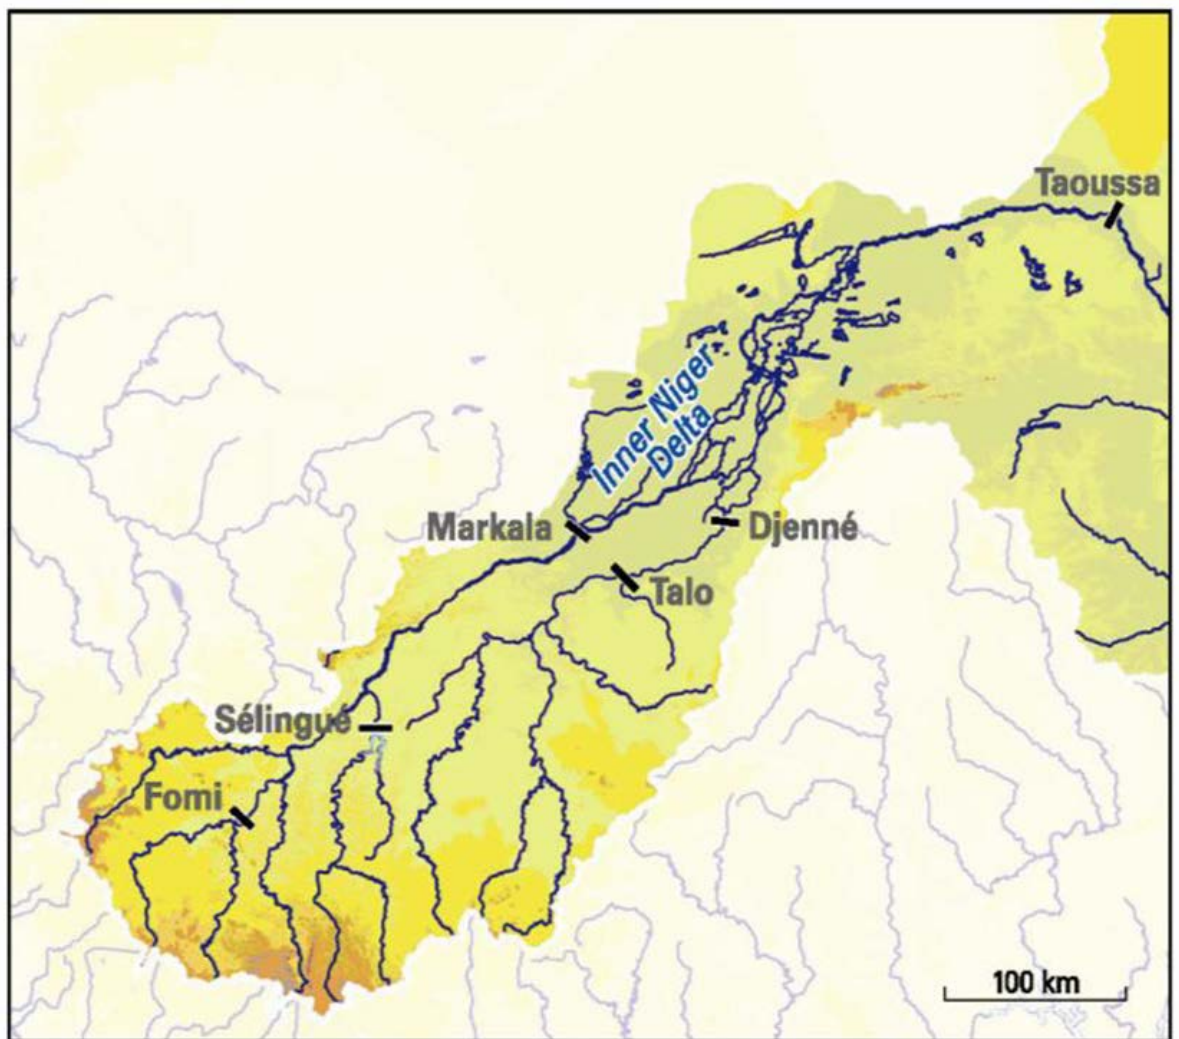 Taoussa
Inner Niger
Delta
Markala
Djenné
Talo
Sélingué
Fomi
100 km